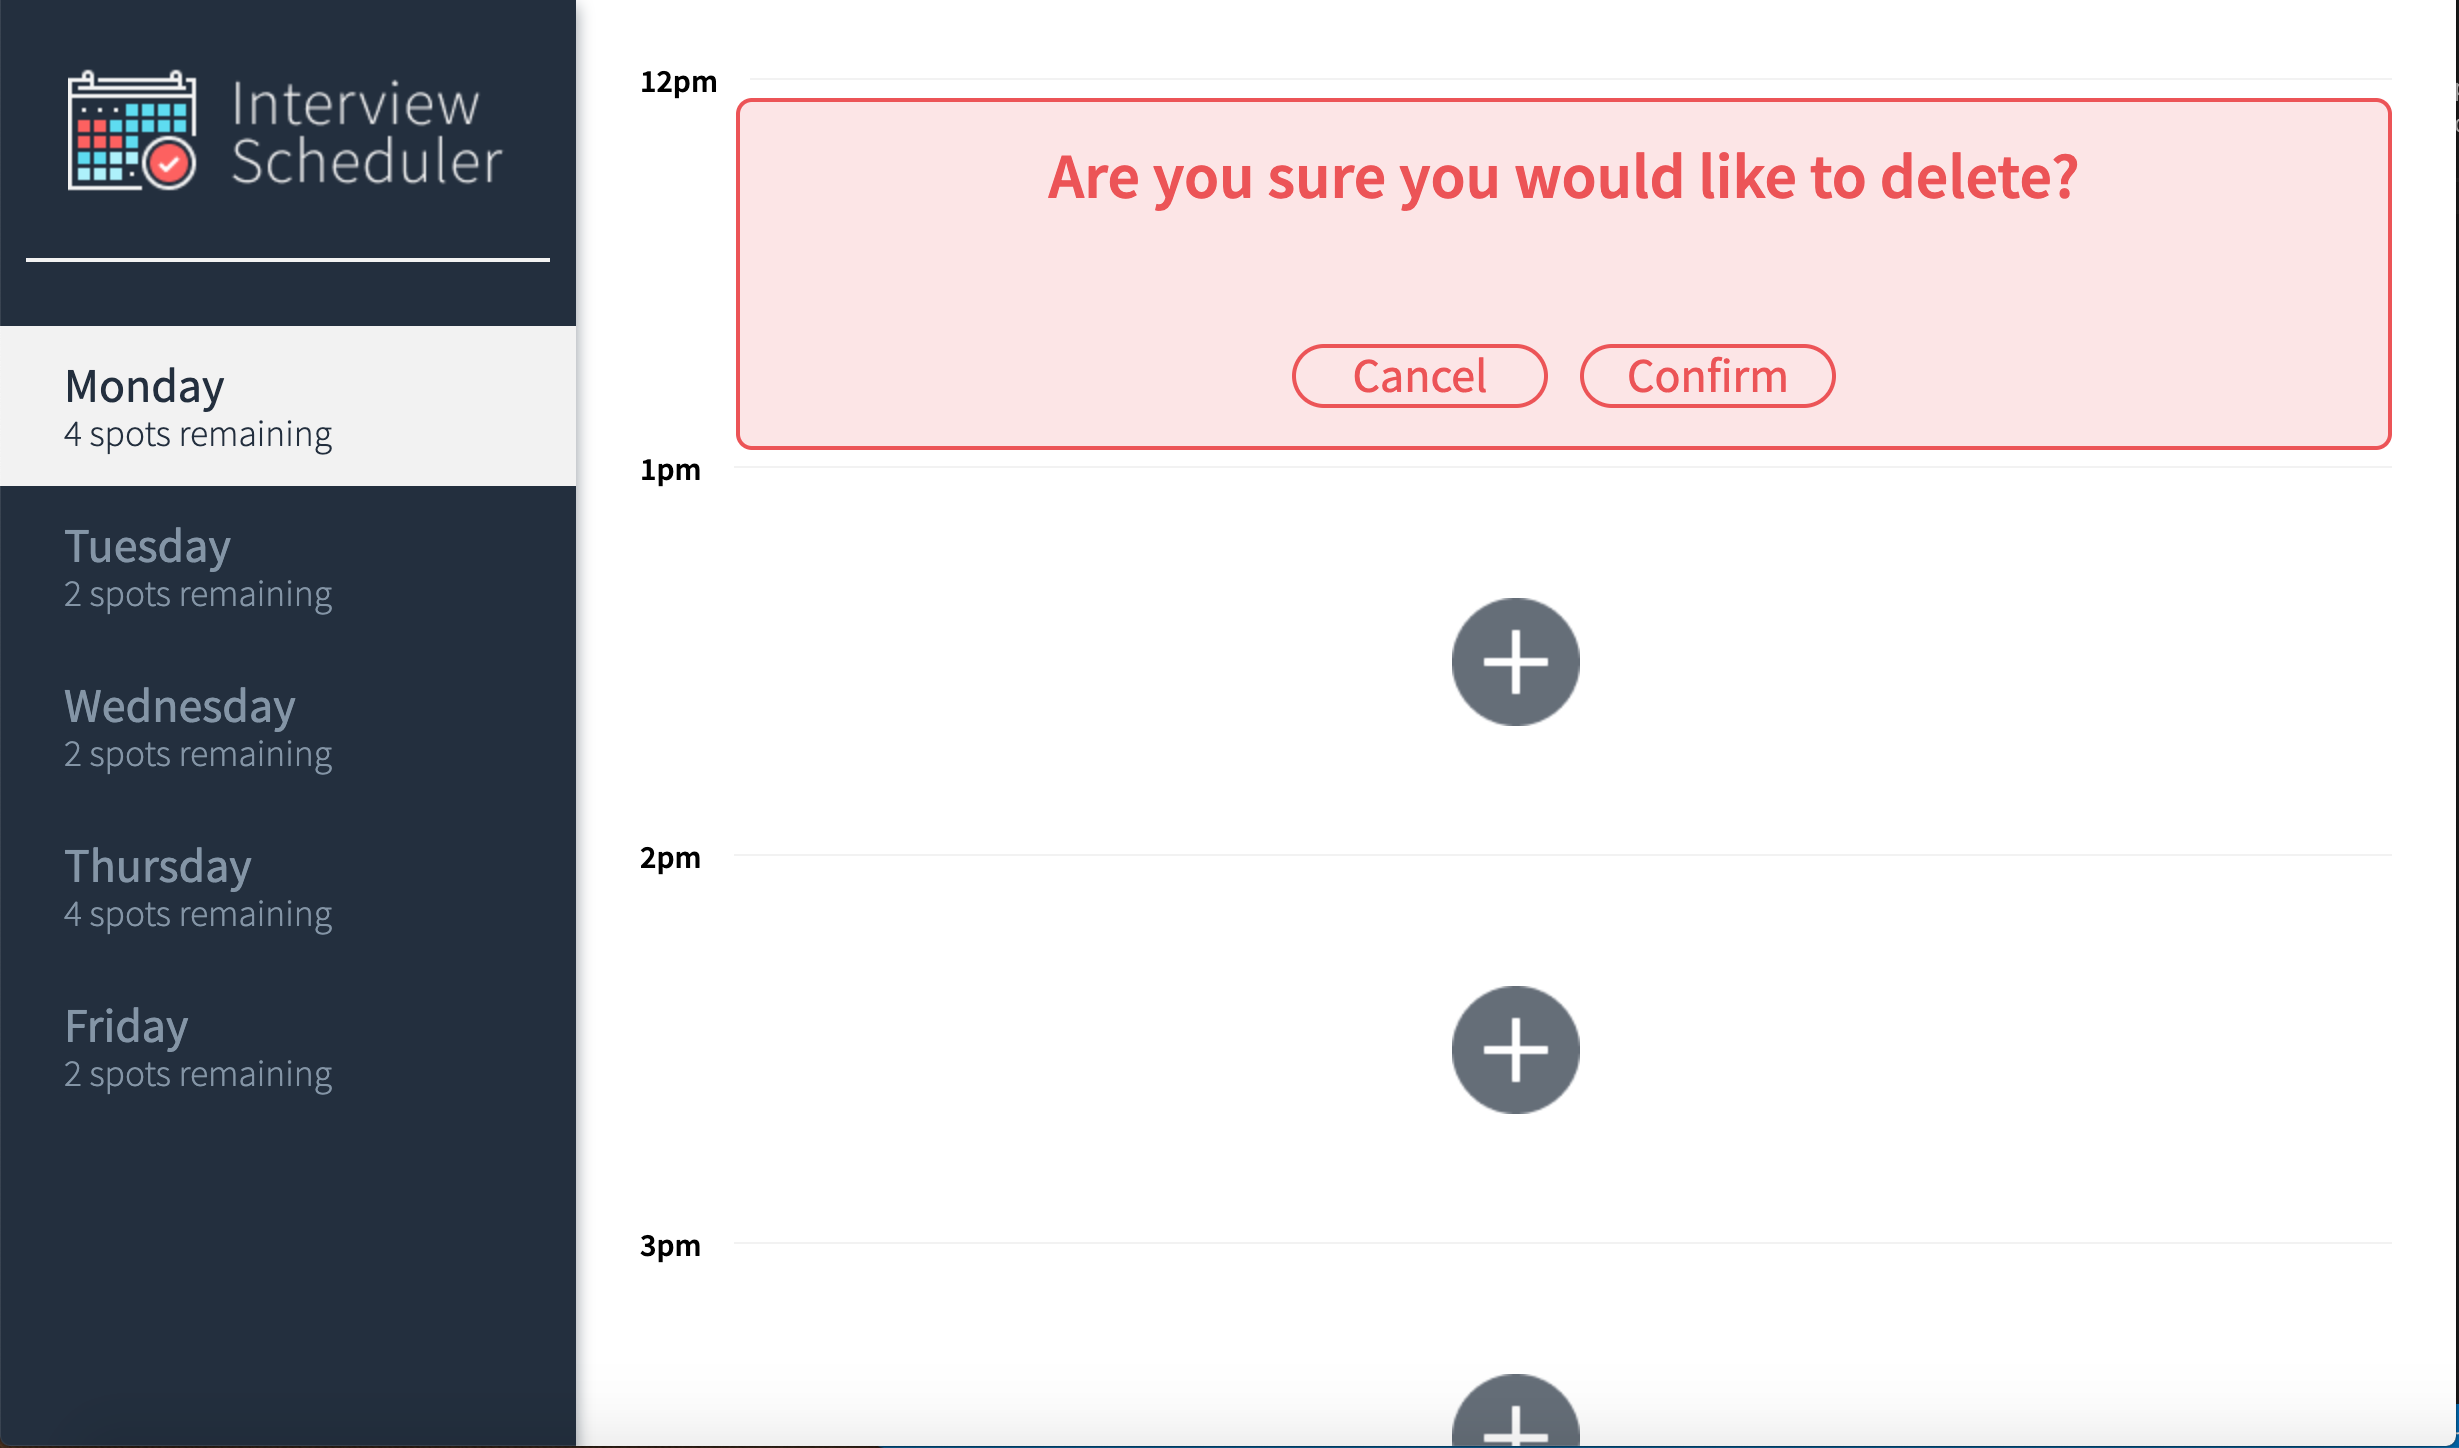 Interview
Scheduler
Monday
4 spots remaining
Tuesday
2 spots remaining
Wednesday
2 spots remaining
Thursday
4 spots remaining
Friday
2 spots remaining
12pm
Are you sure you would like to delete?
Cancel Confirm
1pm
2pm
3pm